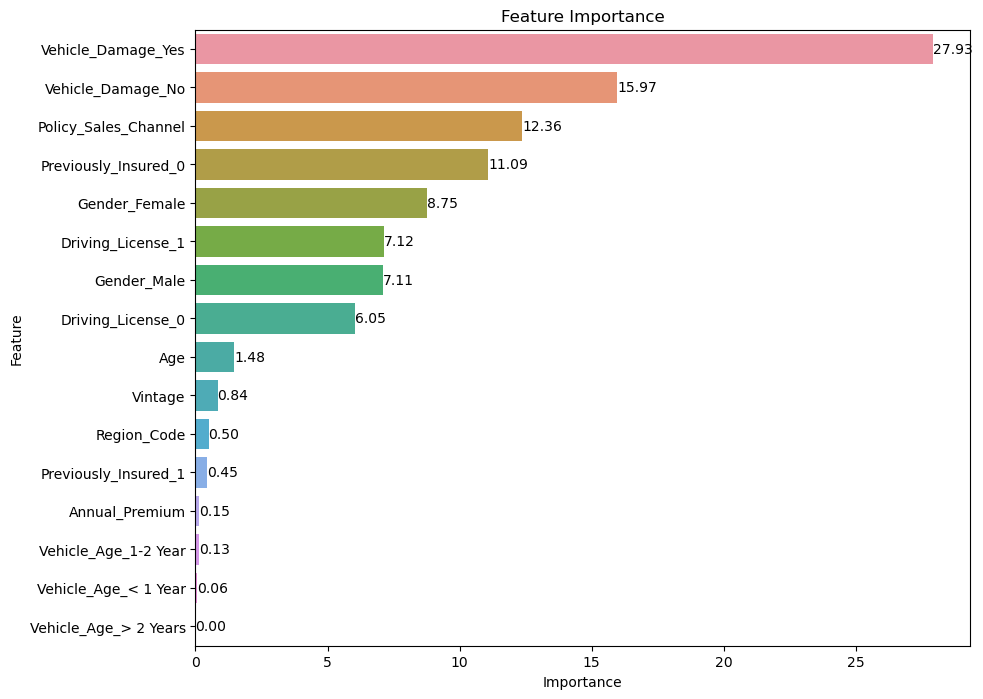 Feature Importance
Vehicle_Damage_Yes 27.93
Vehicle_Damage_No 15.97
Policy_Sales_Channel 12.36
Previously_Insured_0 11.09
Gender_Female 8.75
Driving_License_1 7.12
Gender_Male 7.11
Driving_License_0 6.05
Feature
Age 1.48
Vintage 0.84
Region_Code 0.50
Previously_Insured_1 0.45
Annual_Premium 0.15
Vehicle_Age_1-2 Year 0.13
Vehicle_Age_< 1 Year 0.06
Vehicle_Age_> 2 Years 0.00
0 5 10 15 20 25
Importance